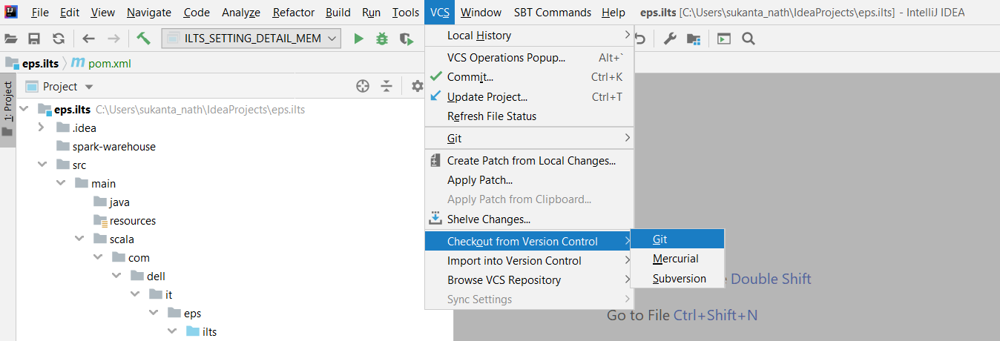 File Edit View Navigate Code Analyze Refactor Build Run Tools VCS Window SBT Commands Help eps.ilts [C:\Users\sukanta_nath\IdeaProjects\eps.ilts] - IntelliJ IDEA
ILTS_SETTING_DETAIL_MEM
eps.ilts pom.xml
1: Project
Project
eps.ilts C:\Users\sukanta_nath\IdeaProjects\eps.ilts
.idea
spark-warehouse
src
main
java
resources
scala
com
dell
it
eps
ilts
Local History
VCS Operations Popup... Alt+`
Commit... Ctrl+K
Update Project... Ctrl+T
Refresh File Status
Git
Create Patch from Local Changes...
Apply Patch...
Apply Patch from Clipboard...
Shelve Changes...
Checkout from Version Control
Import into Version Control
Browse VCS Repository
Sync Settings
Git
Mercurial
Subversion
Double Shift
Go to File Ctrl+Shift+N